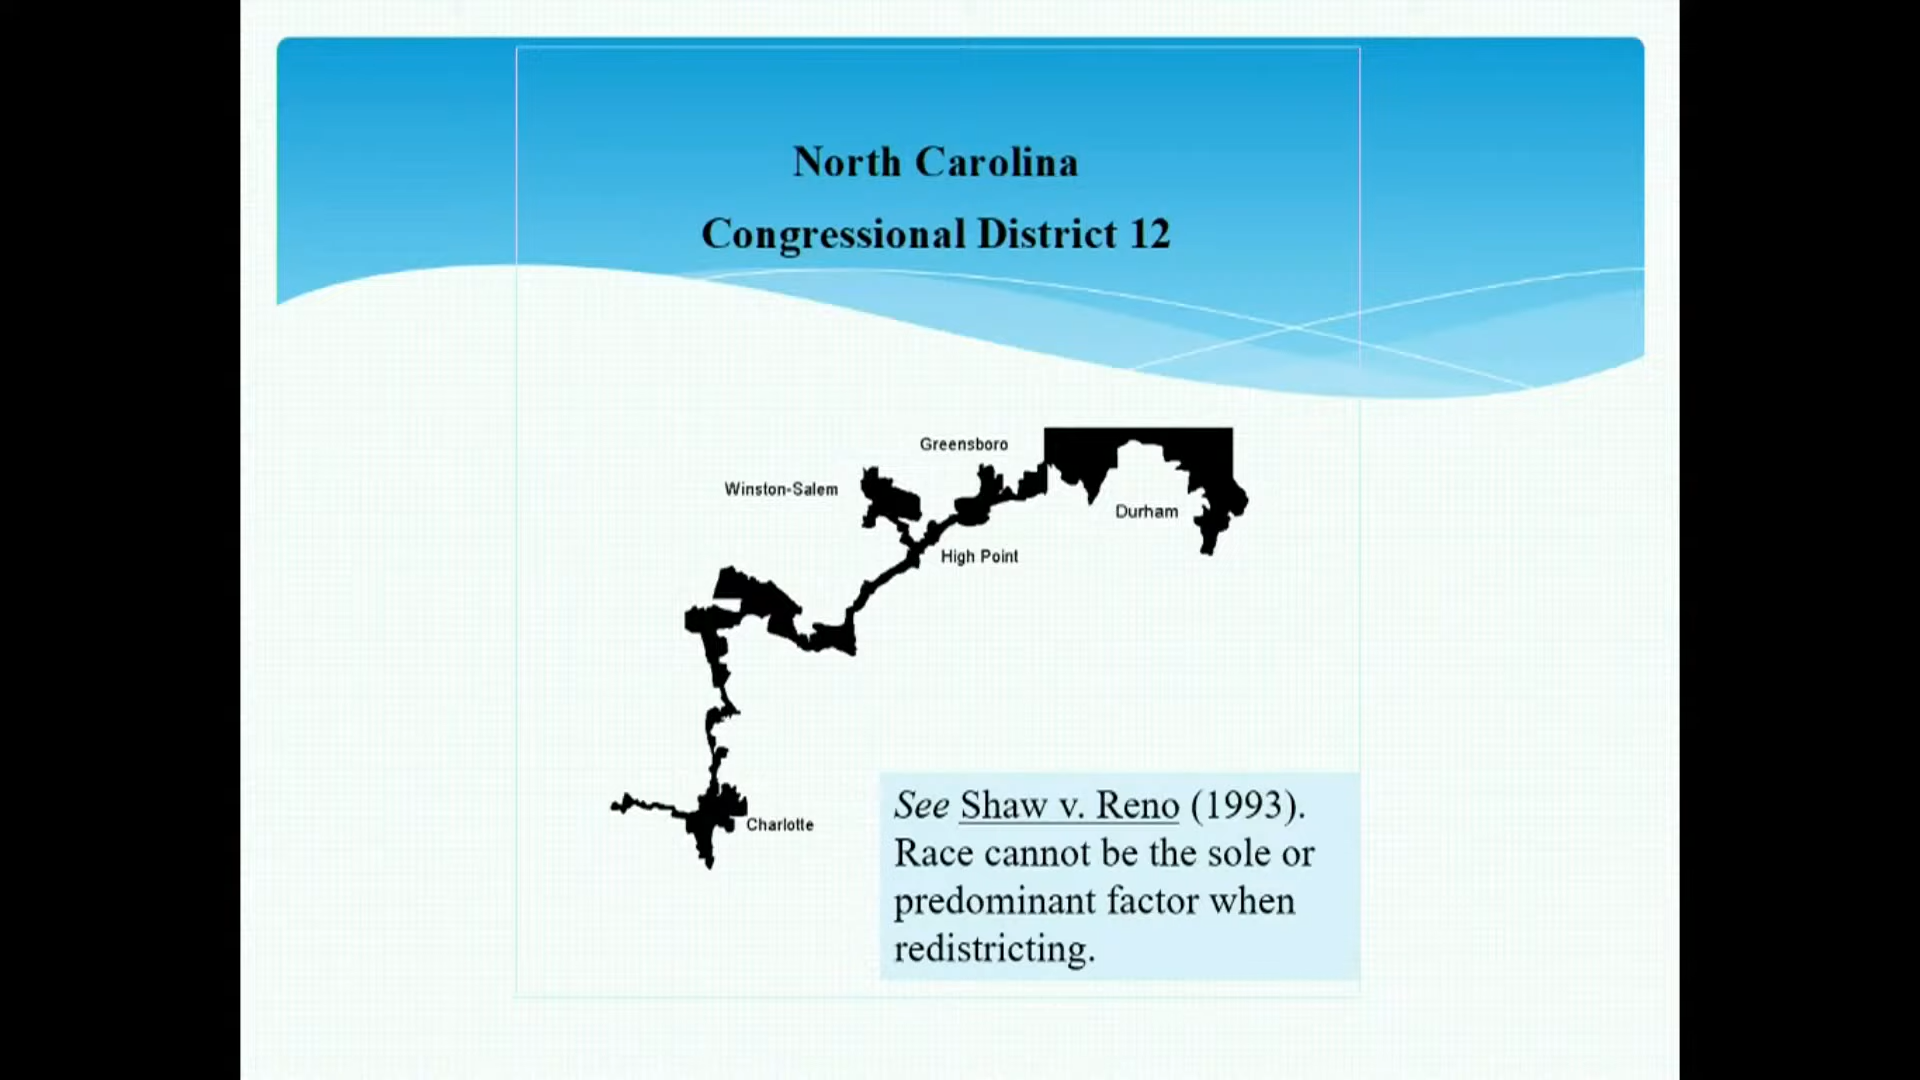 North Carolina
Congressional District 12
Greensboro
Winston-Salem
Durham
High Point
Charlotte
See Shaw v. Reno (1993).
Race cannot be the sole or
predominant factor when
redistricting.